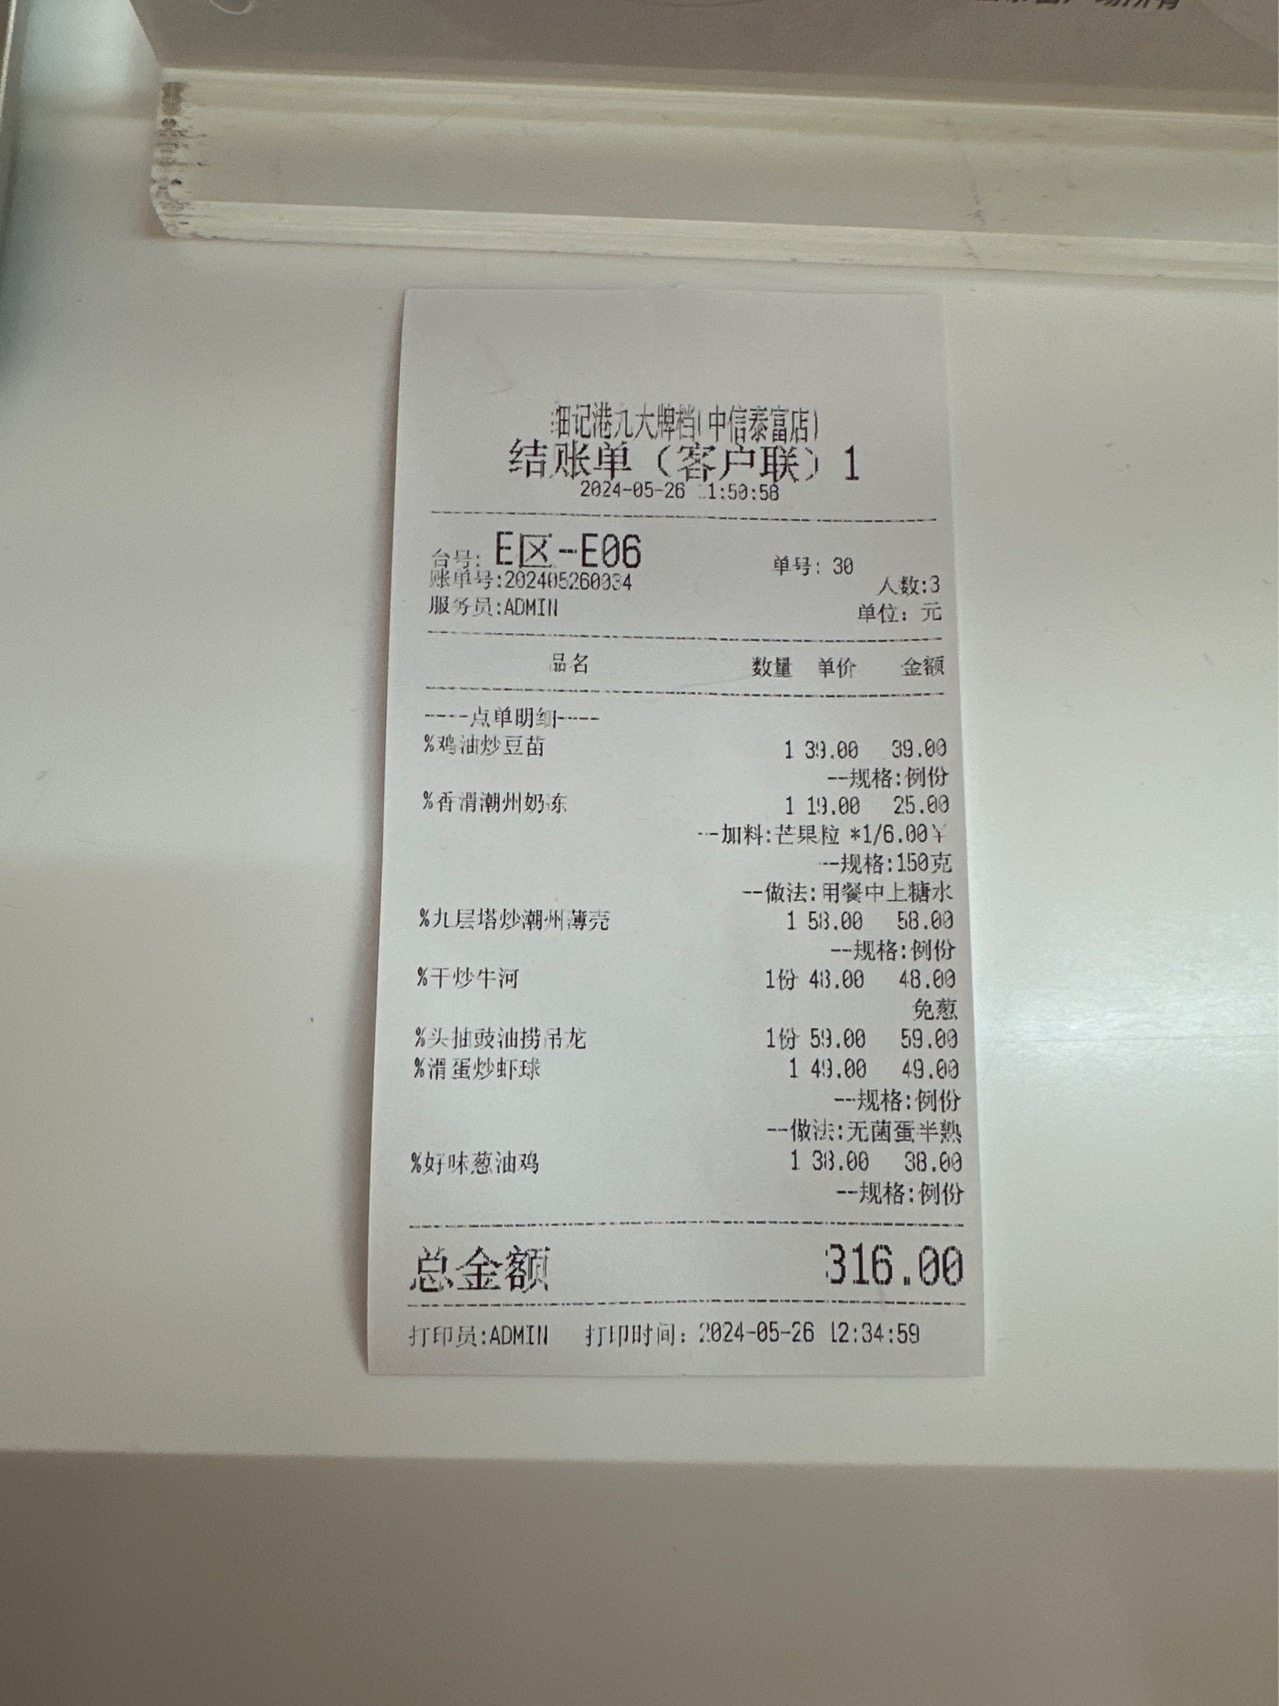 细记港九大牌档(中信泰富店)
结账单（客户联）1
2024-05-26 11:50:58
台号: E区-E06
单号: 30
账单号:202405260034
人数:3
服务员:ADMIN
单位: 元
品名 数量 单价 金额
----点单明细----
%鸡油炒豆苗 1 39.00 39.00
--规格:例份
%香滑潮州奶冻 1 19.00 25.00
--加料:芒果粒 *1/6.00¥
--规格:150克
--做法:用餐中上糖水
%九层塔炒潮州薄壳 1 58.00 58.00
--规格:例份
%干炒牛河 1份 48.00 48.00
免葱
%头抽豉油捞吊龙 1份 59.00 59.00
%滑蛋炒虾球 1 49.00 49.00
--规格:例份
--做法:无菌蛋半熟
%好味葱油鸡 1 38.00 38.00
--规格:例份
总金额 316.00
打印员:ADMIN 打印时间: 2024-05-26 12:34:59